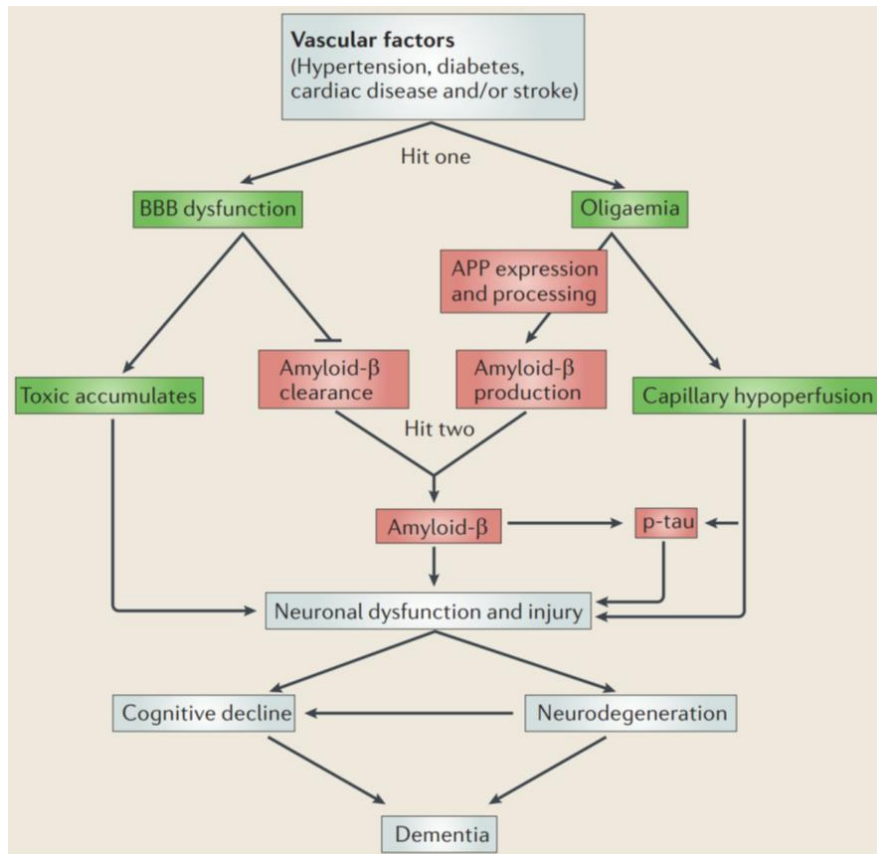 Vascular factors
(Hypertension, diabetes,
cardiac disease and/or stroke)
Hit one
BBB dysfunction
Oligaemia
APP expression
and processing
Toxic accumulates
Amyloid-β
clearance
Amyloid-β
production
Capillary hypoperfusion
Hit two
Amyloid-β
p-tau
Neuronal dysfunction and injury
Cognitive decline
Neurodegeneration
Dementia